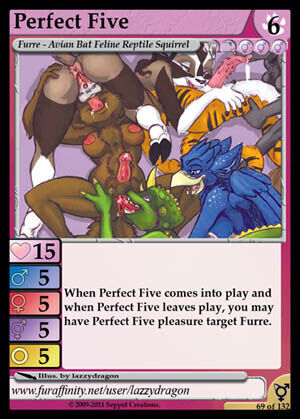 Perfect Five
6
Furre - Avian Bat Feline Reptile Squirrel
15
5
5
5
5
When Perfect Five comes into play and
when Perfect Five leaves play, you may
have Perfect Five pleasure target Furre.
Illus. by lazzydragon
www.furaffinity.net/user/lazzydragon
© 2009-2011 Seppel Creations.
69 of 132